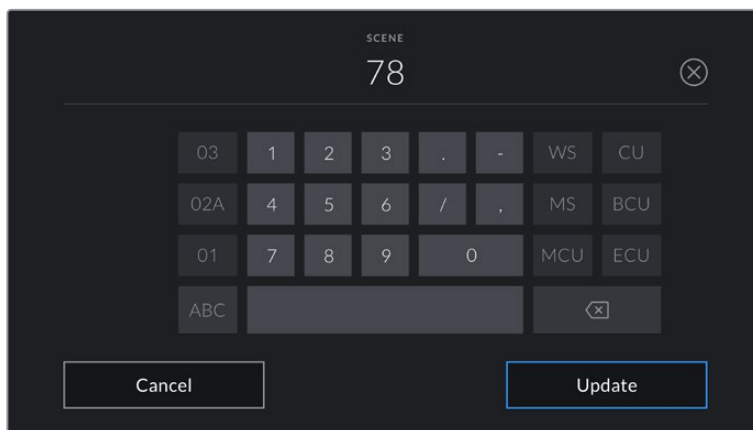 SCENE
78
03 1 2 3 . - WS CU
02A 4 5 6 / , MS BCU
01 7 8 9 0 MCU ECU
ABC
Cancel Update